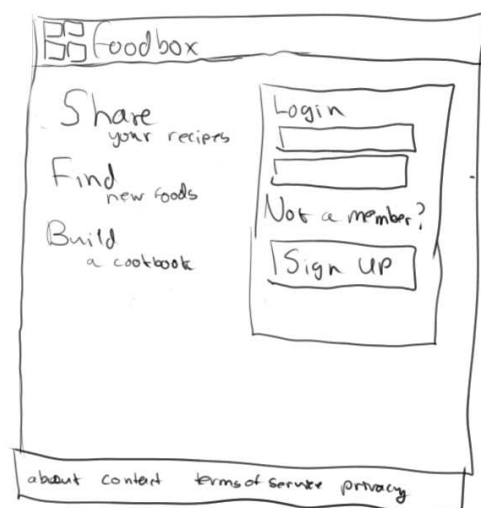 Foodbox
Share
your recipes
Find
new foods
Build
a cookbook
Login
Not a member?
Sign up
about contact terms of service privacy